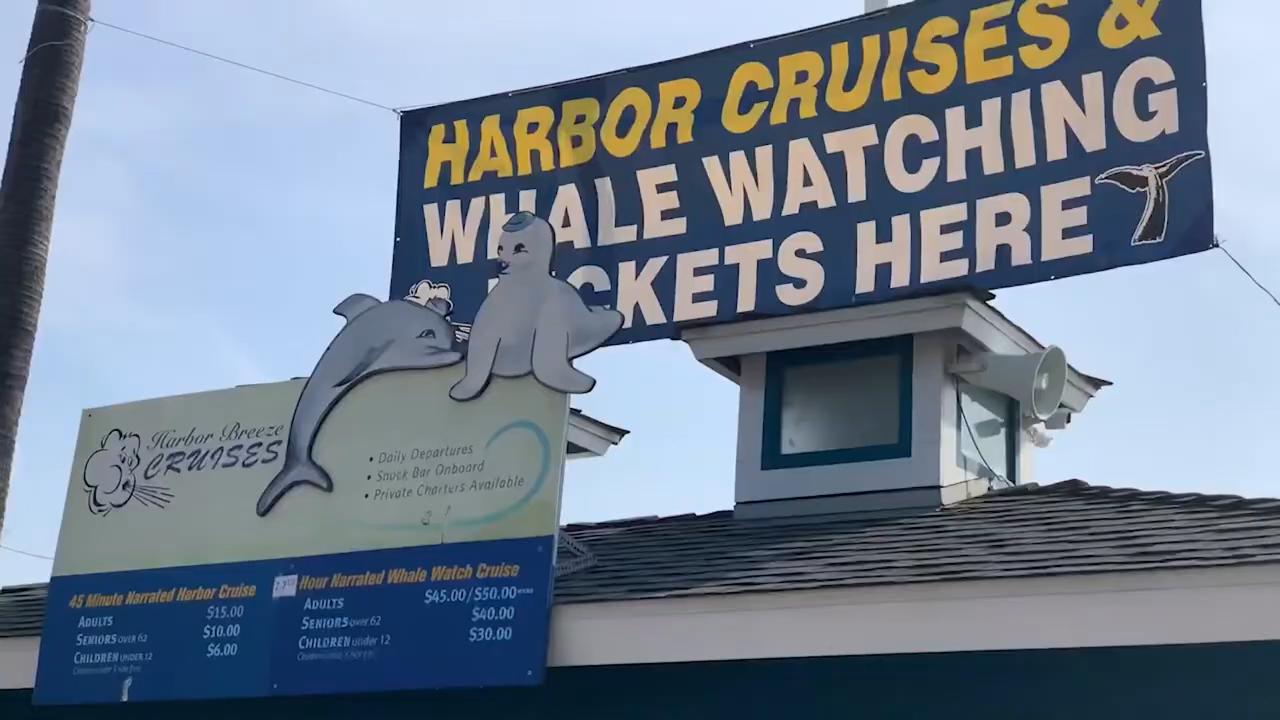 HARBOR CRUISES &
WHALE WATCHING
TICKETS HERE
Harbor Breeze
CRUISES
• Daily Departures
• Snack Bar Onboard
• Private Charters Available
45 Minute Narrated Harbor Cruise
ADULTS $15.00
SENIORS OVER 62 $10.00
CHILDREN UNDER 12 $6.00
Hour Narrated Whale Watch Cruise
ADULTS $45.00/$50.00
SENIORS over 62 $40.00
CHILDREN under 12 $30.00